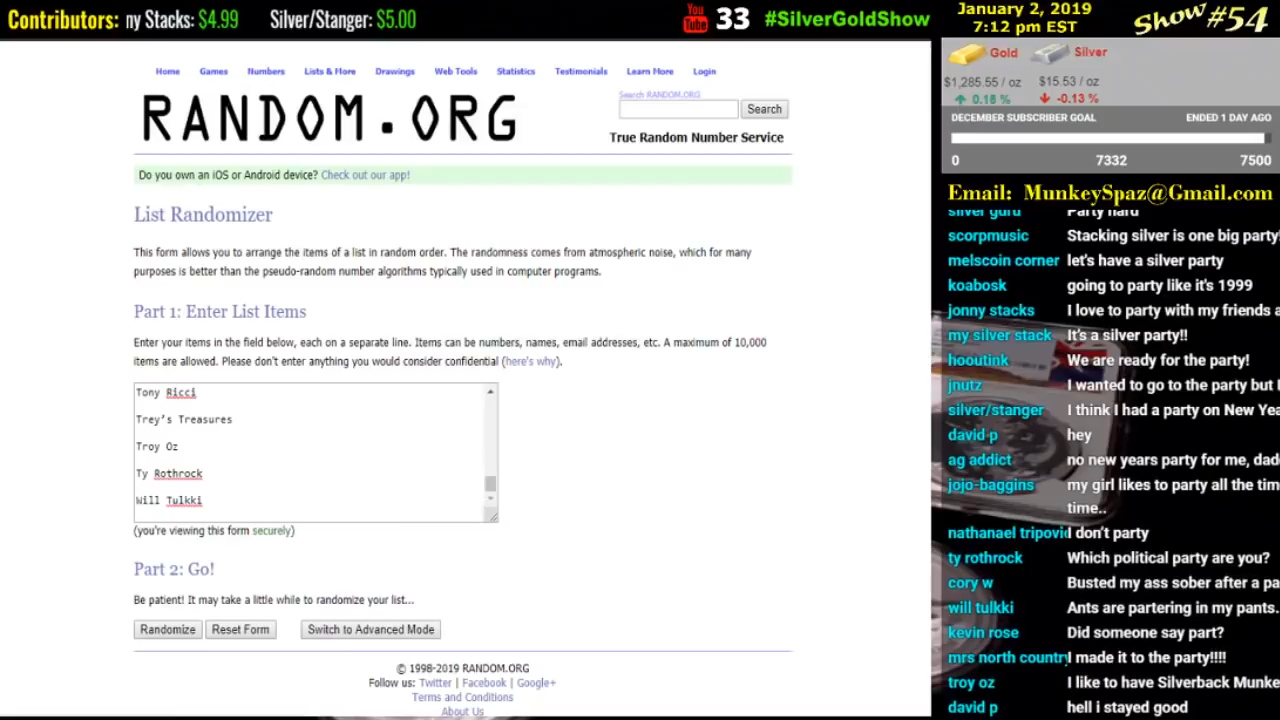 Contributors: ny Stacks: $4.99 Silver/Stanger: $5.00
You Tube 33 #SilverGoldShow
January 2, 2019
7:12 pm EST
Show #54
Gold Silver
$1,285.55 / oz $15.53 / oz
0.18 % -0.13 %
DECEMBER SUBSCRIBER GOAL ENDED 1 DAY AGO
0 7332 7500
Email: MunkeySpaz@Gmail.com
Home Games Numbers Lists & More Drawings Web Tools Statistics Testimonials Learn More Login
RANDOM.ORG
Search RANDOM.ORG
Search
True Random Number Service
Do you own an iOS or Android device? Check out our app!
List Randomizer
This form allows you to arrange the items of a list in random order. The randomness comes from atmospheric noise, which for many
purposes is better than the pseudo-random number algorithms typically used in computer programs.
Part 1: Enter List Items
Enter your items in the field below, each on a separate line. Items can be numbers, names, email addresses, etc. A maximum of 10,000
items are allowed. Please don't enter anything you would consider confidential (here's why).
Tony Ricci
Trey's Treasures
Troy Oz
Ty Rothrock
Will Tulkki
(you're viewing this form securely)
Part 2: Go!
Be patient! It may take a little while to randomize your list...
Randomize Reset Form Switch to Advanced Mode
© 1998-2019 RANDOM.ORG
Follow us: Twitter | Facebook | Google+
Terms and Conditions
About Us
silver guru Party hard
scorpmusic Stacking silver is one big party!
melscoin corner let's have a silver party
koabosk going to party like it's 1999
jonny stacks I love to party with my friends a
my silver stack It's a silver party!!
hooutink We are ready for the party!
jnutz I wanted to go to the party but I
silver/stanger I think I had a party on New Yea
david p hey
ag addict no new years party for me, dad
jojo-baggins my girl likes to party all the tim
time..
nathanael tripovic I don't party
ty rothrock Which political party are you?
cory w Busted my ass sober after a pa
will tulkki Ants are partering in my pants.
kevin rose Did someone say part?
mrs north country I made it to the party!!!!
troy oz I like to have Silverback Munke
david p hell i stayed good